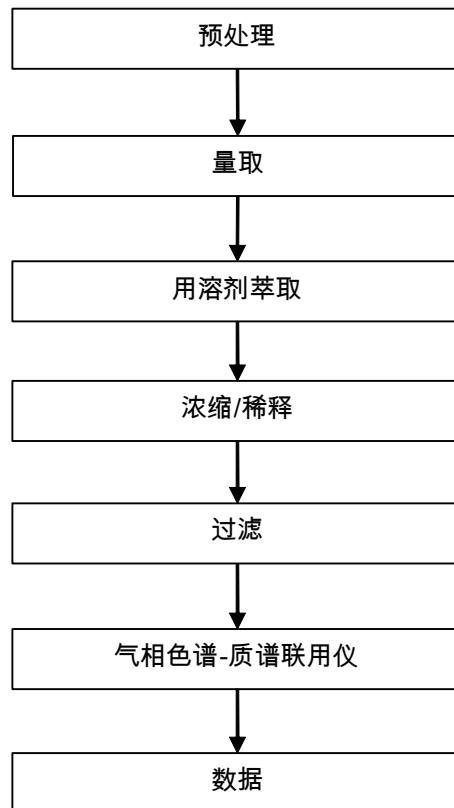 预处理
量取
用溶剂萃取
浓缩/稀释
过滤
气相色谱-质谱联用仪
数据